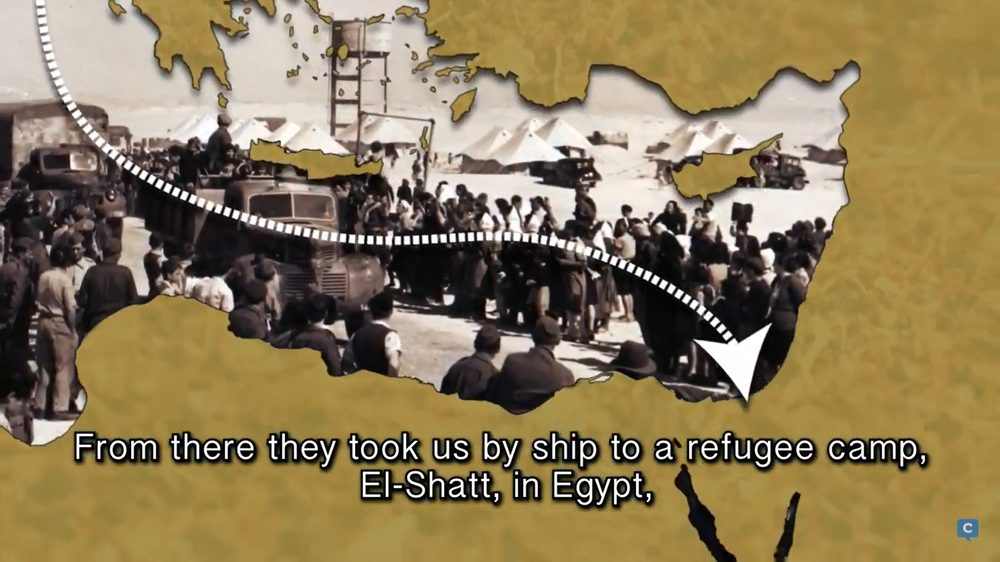 From there they took us by ship to a refugee camp,
El-Shatt, in Egypt,
C